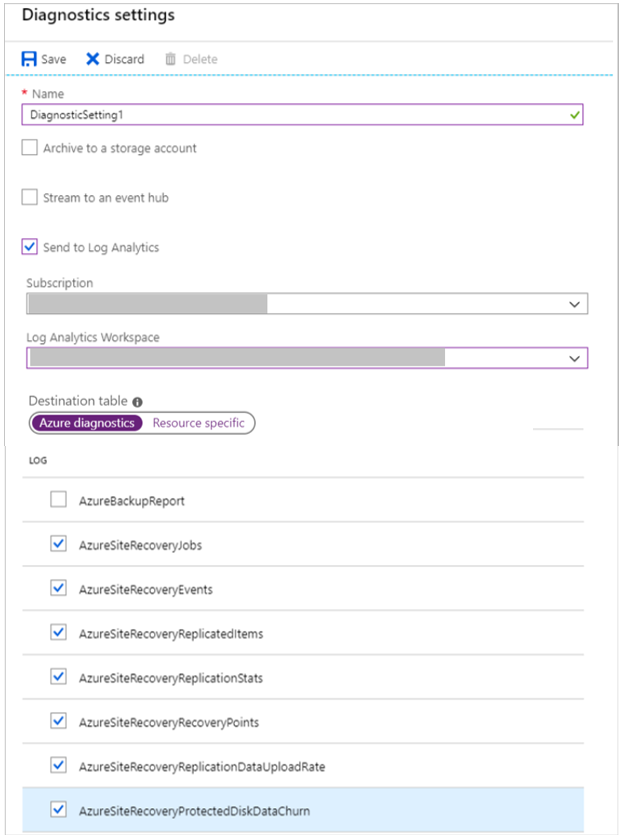 Diagnostics settings
Save Discard Delete
* Name
DiagnosticSetting1
Archive to a storage account
Stream to an event hub
Send to Log Analytics
Subscription
Log Analytics Workspace
Destination table
Azure diagnostics Resource specific
LOG
AzureBackupReport
AzureSiteRecoveryJobs
AzureSiteRecoveryEvents
AzureSiteRecoveryReplicatedItems
AzureSiteRecoveryReplicationStats
AzureSiteRecoveryRecoveryPoints
AzureSiteRecoveryReplicationDataUploadRate
AzureSiteRecoveryProtectedDiskDataChurn